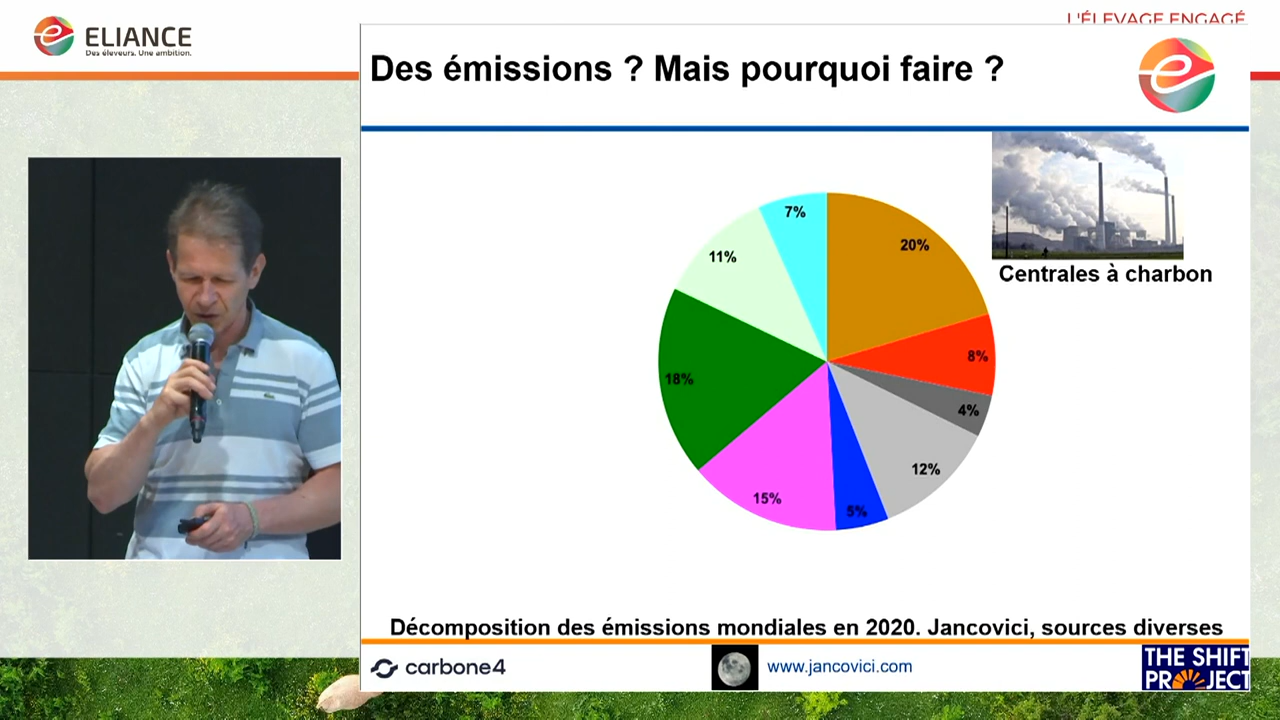 ELIANCE
Des éleveurs. Une ambition.
L'ÉLEVAGE ENGAGÉ
Des émissions ? Mais pourquoi faire ?
7%
20%
11%
Centrales à charbon
8%
18%
4%
12%
15%
5%
Décomposition des émissions mondiales en 2020. Jancovici, sources diverses
carbone4
www.jancovici.com
THE SHIFT
PROJECT